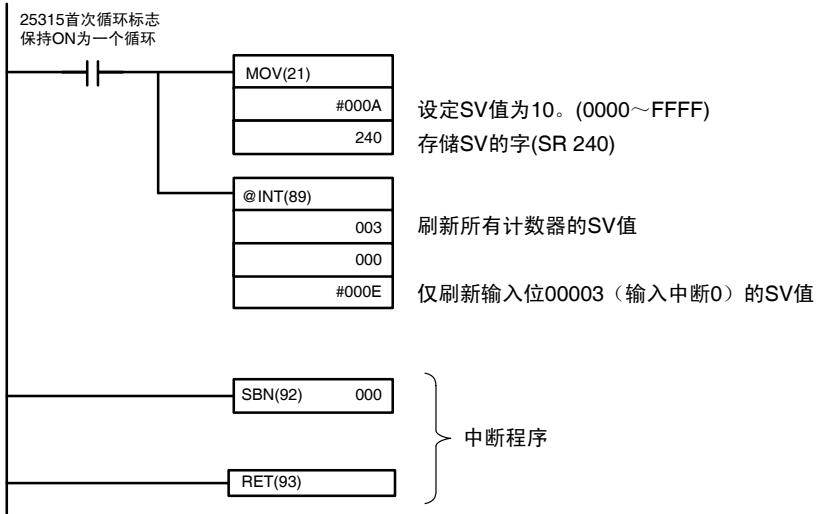 25315首次循环标志
保持ON为一个循环
MOV(21)
#000A 设定SV值为10。(0000～FFFF)
240 存储SV的字(SR 240)
@INT(89)
003 刷新所有计数器的SV值
000
#000E 仅刷新输入位00003（输入中断0）的SV值
SBN(92) 000
中断程序
RET(93)